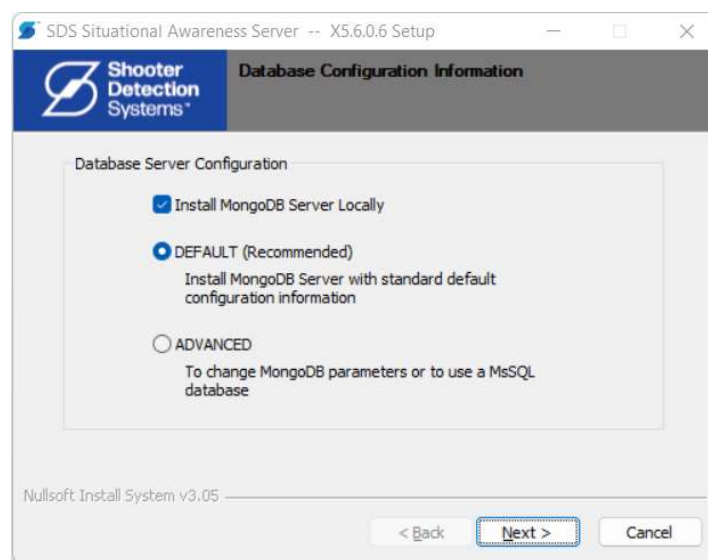 SDS Situational Awareness Server -- X5.6.0.6 Setup
Shooter
Detection
Systems™
Database Configuration Information
Database Server Configuration
Install MongoDB Server Locally
DEFAULT (Recommended)
Install MongoDB Server with standard default
configuration information
ADVANCED
To change MongoDB parameters or to use a MsSQL
database
Nullsoft Install System v3.05
< Back
Next >
Cancel